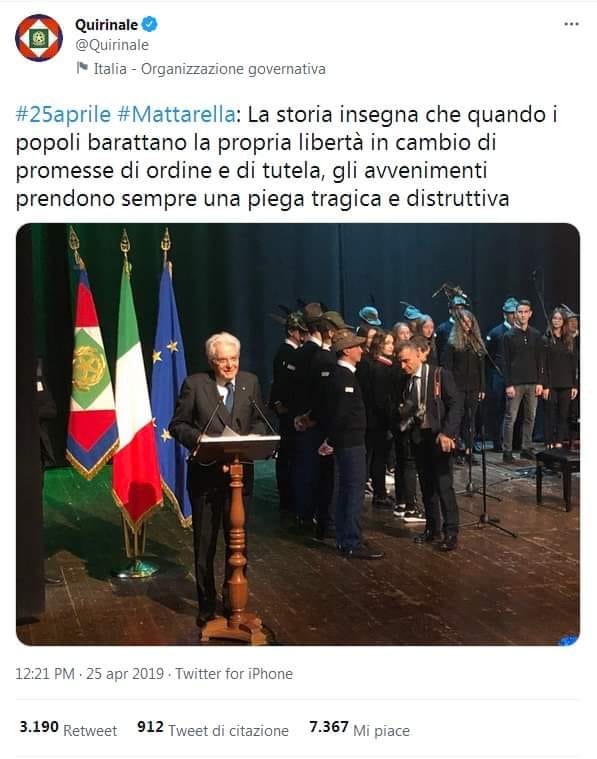 Quirinale
@Quirinale
Italia - Organizzazione governativa
#25aprile #Mattarella: La storia insegna che quando i
popoli barattano la propria libertà in cambio di
promesse di ordine e di tutela, gli avvenimenti
prendono sempre una piega tragica e distruttiva
12:21 PM · 25 apr 2019 · Twitter for iPhone
3.190 Retweet 912 Tweet di citazione 7.367 Mi piace